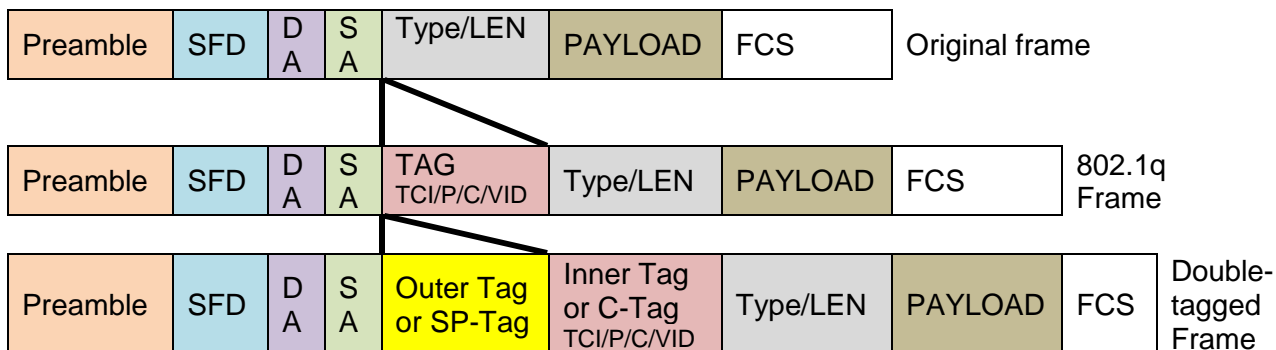 Preamble SFD D A S A Type/LEN PAYLOAD FCS Original frame
Preamble SFD D A S A TAG TCI/P/C/VID Type/LEN PAYLOAD FCS 802.1q Frame
Preamble SFD D A S A Outer Tag or SP-Tag Inner Tag or C-Tag TCI/P/C/VID Type/LEN PAYLOAD FCS Double-tagged Frame